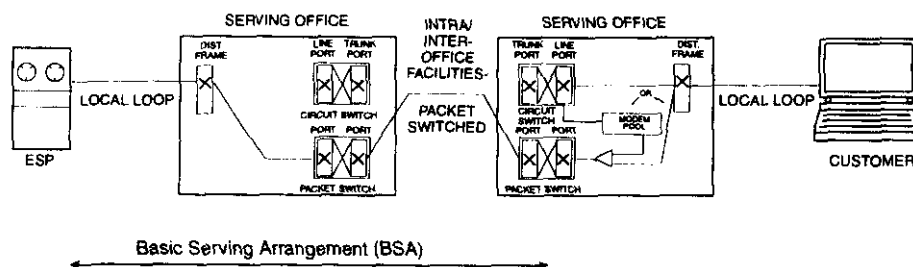 SERVING OFFICE
DIST
FRAME
LINE
PORT
TRUNK
PORT
CIRCUIT SWITCH
PORT
PORT
PACKET SWITCH
ESP
LOCAL LOOP
INTRA/
INTER-
OFFICE
FACILITIES-
PACKET
SWITCHED
SERVING OFFICE
TRUNK
PORT
LINE
PORT
DIST.
FRAME
OR
CIRCUIT
SWITCH
MODEM
POOL
PORT
PORT
PACKET SWITCH
LOCAL LOOP
CUSTOMER
Basic Serving Arrangement (BSA)